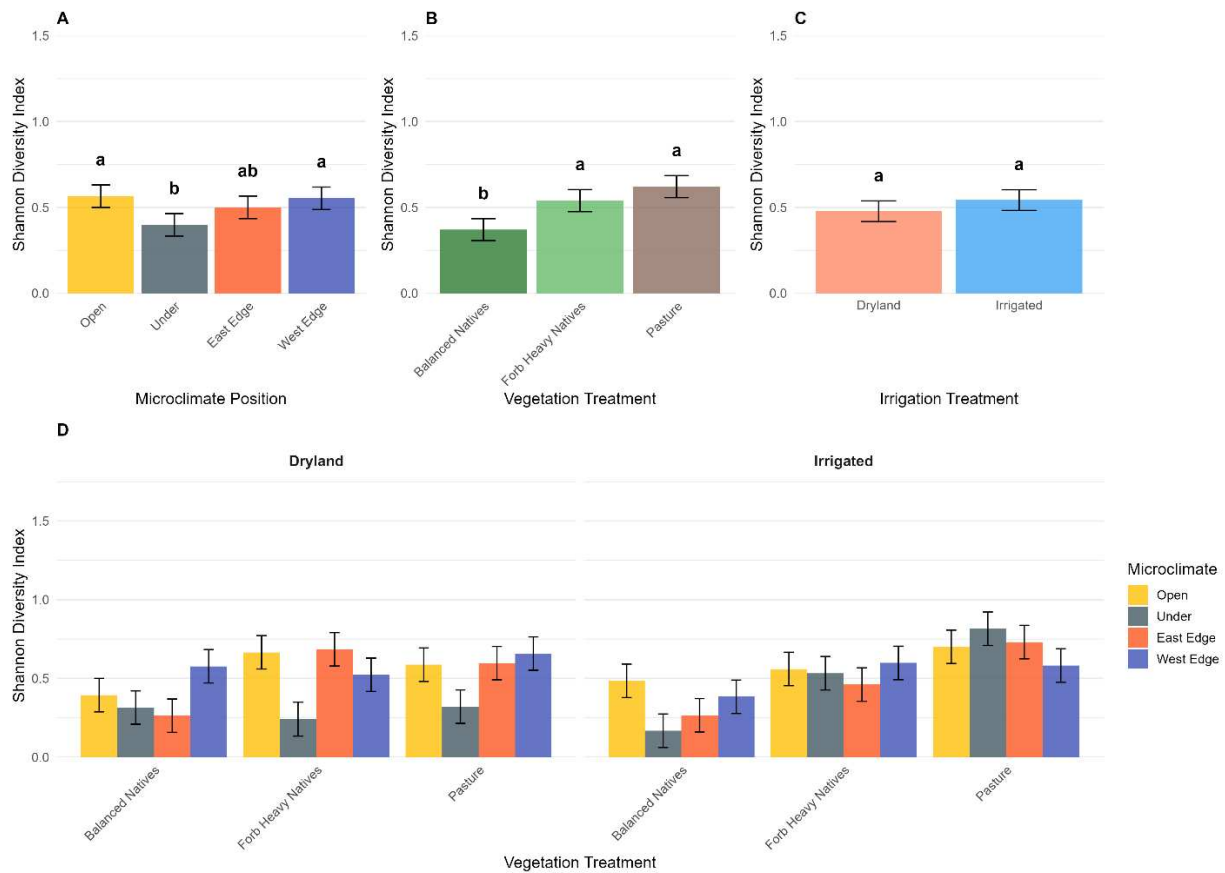 A
1.5
1.0
0.5
0.0
Shannon Diversity Index
a
b
ab
a
Open
Under
East Edge
West Edge
Microclimate Position
B
1.5
1.0
0.5
0.0
Shannon Diversity Index
b
a
a
Balanced Natives
Forb Heavy Natives
Pasture
Vegetation Treatment
C
1.5
1.0
0.5
0.0
Shannon Diversity Index
a
a
Dryland
Irrigated
Irrigation Treatment
D
Dryland
Irrigated
1.5
1.0
0.5
0.0
Shannon Diversity Index
Balanced Natives
Forb Heavy Natives
Pasture
Balanced Natives
Forb Heavy Natives
Pasture
Vegetation Treatment
Microclimate
Open
Under
East Edge
West Edge